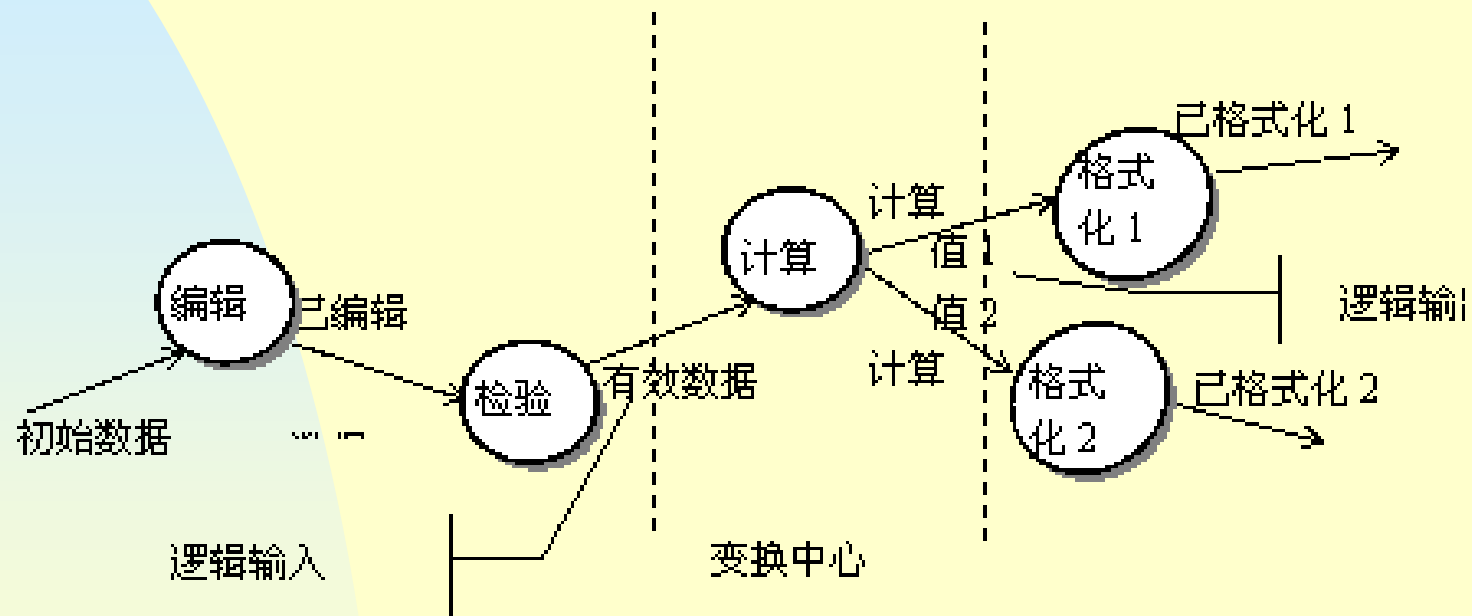 已格式化 1
格式
化 1
计算
值 1
计算
编辑
已编辑
逻辑输
值 2
计算
检验
有效数据
格式
化 2
已格式化 2
初始数据
逻辑输入
变换中心